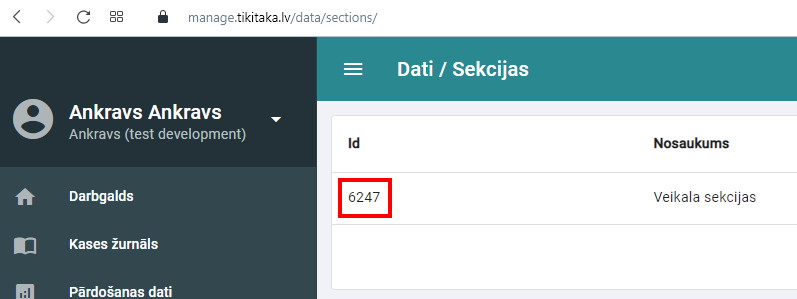 manage.tikitaka.lv/data/sections/
Ankravs Ankravs
Ankravs (test development)
Darbgalds
Kases žurnāls
Pārdošanas dati
Dati / Sekcijas
Id Nosaukums
6247 Veikala sekcijas